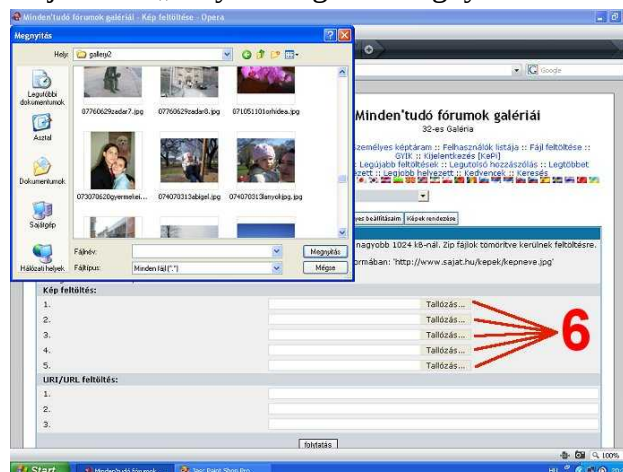 Minden'tudó fórumok galériái - Kép feltöltése - Opera
Megnyitás
Hely: gallery2
Google
Legutóbbi dokumentumok
Asztal
Dokumentumok
Sajátgép
Hálózati helyek
07760629zadar7.jpg 07760629zadar8.jpg 071051101orhidea.jpg
073070620gyermekei... 074070313abigel.jpg 074070313lanyokjpg.jpg
Fájlnév: Megnyitás
Fájltípus: Minden fájl (*.*) Mégse
Minden'tudó fórumok galériái
32-es Galéria
személyes képtáram :: Felhasználók listája :: Fájl feltöltése ::
GYIK :: Kijelentkezés [KePi]
:: Legújabb feltöltések :: Legutolsó hozzászólás :: Legtöbbet
:: Legjobb helyezett :: Kedvencek :: Keresés
beállításaim Képek rendezése
nagyobb 1024 kB-nál. Zip fájlok tömörítve kerülnek feltöltésre.
formában: 'http://www.sajat.hu/kepek/kepneve.jpg'
Kép feltöltés:
1. Tallózás...
2. Tallózás...
3. Tallózás...
4. Tallózás...
5. Tallózás...
6
URI/URL feltöltés:
1.
2.
3.
folytatás
100%
Start Minden'tudó fórumok... Jasc Paint Shop Pro HU